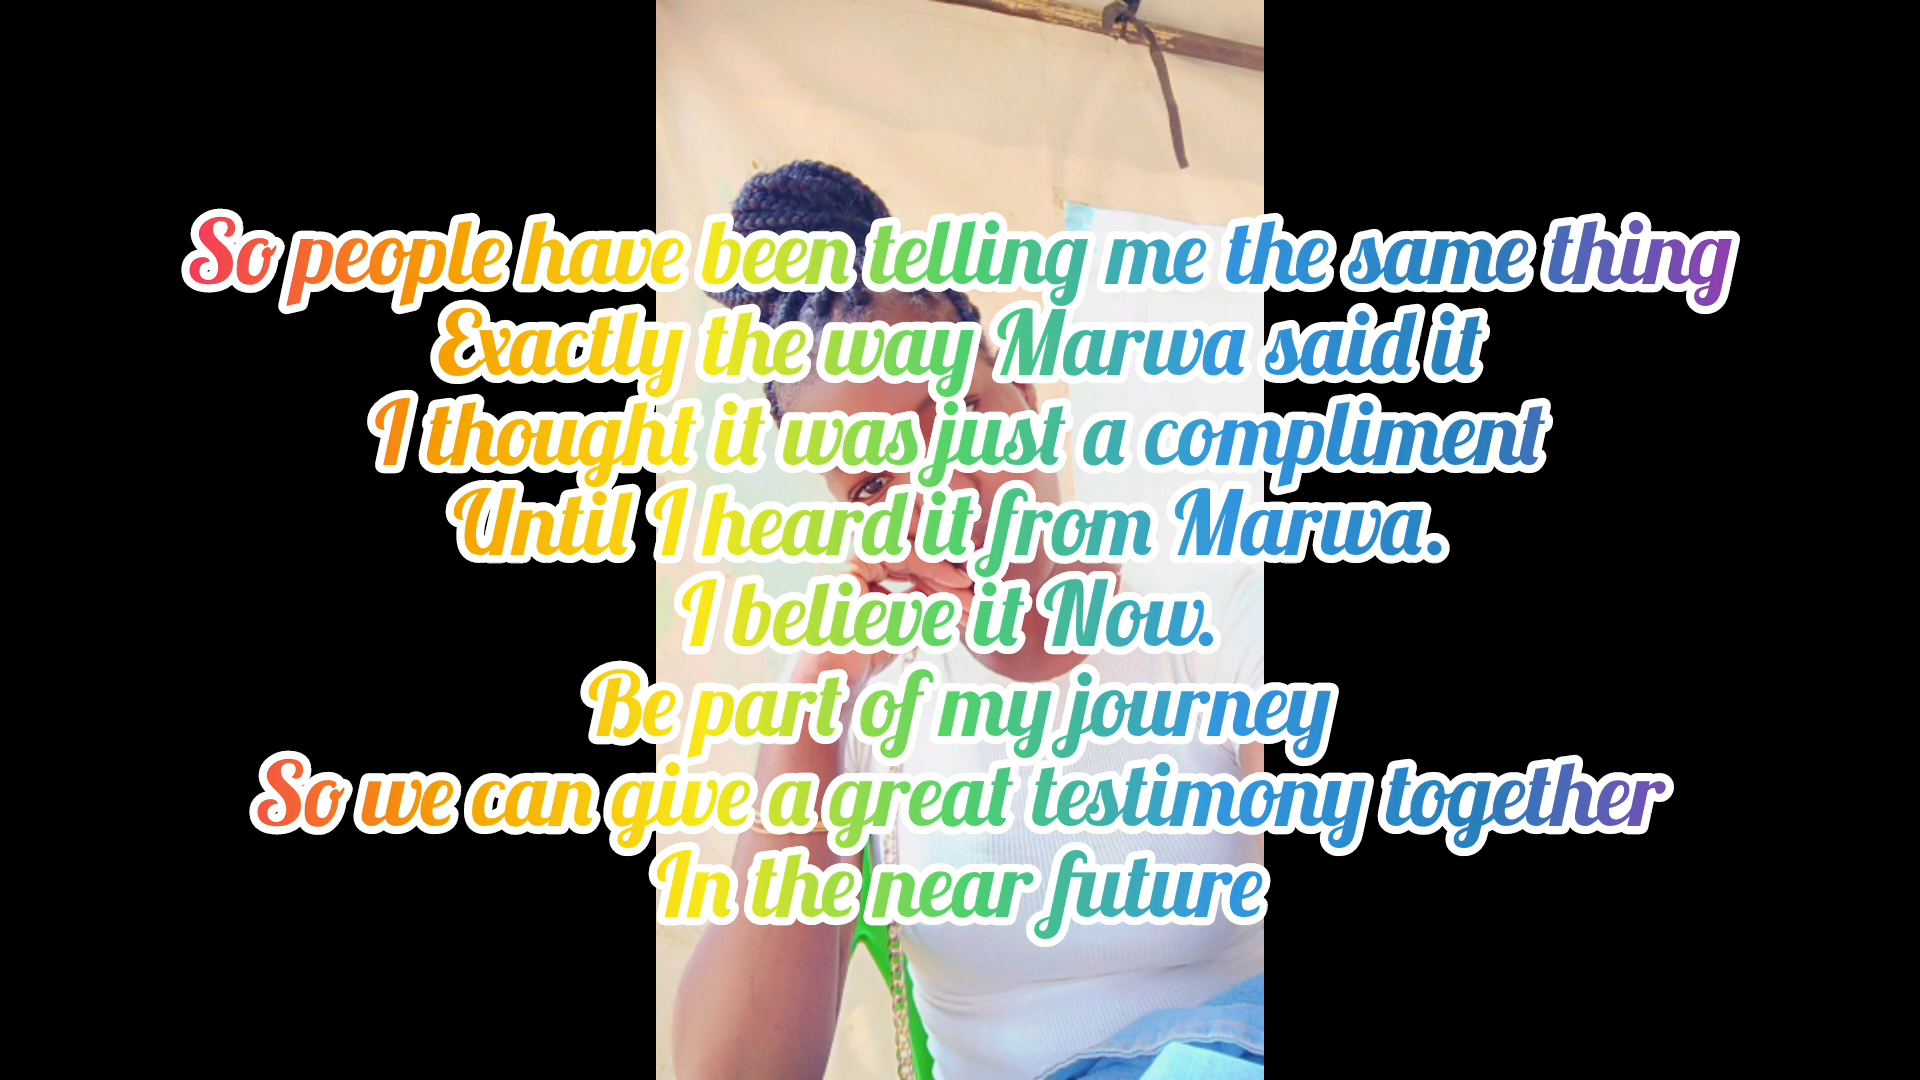 So people have been telling me the same thing
Exactly the way Marwa said it
I thought it was just a compliment
Until I heard it from Marwa.
I believe it Now.
Be part of my journey
So we can give a great testimony together
In the near future